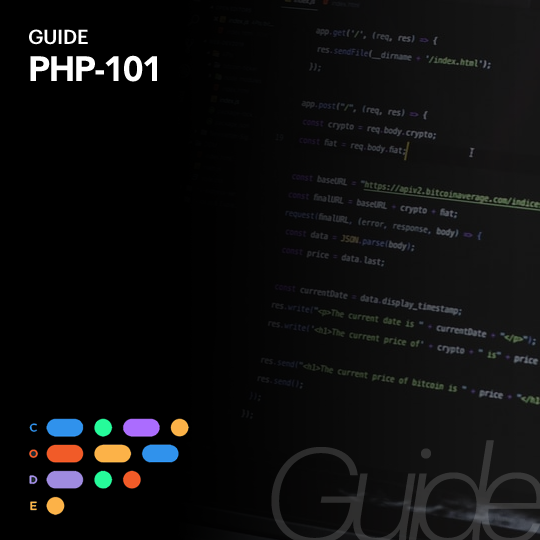 GUIDE
PHP-101
app.get("/", (req, res) => {
res.sendFile(__dirname + '/index.html');
});
app.post("/", (req, res) => {
const crypto = req.body.crypto;
const fiat = req.body.fiat;
const baseURL = "https://apiv2.bitcoinaverage.com/indices
const finalURL = baseURL + crypto + fiat;
request(finalURL, (error, response, body) => {
const data = JSON.parse(body);
const price = data.last;
const currentDate = data.display_timestamp;
res.write("<p>The current date is " + currentDate + "</p>");
res.write('<h1>The current price of' + crypto + " is" + price
res.send("<h1>The current price of bitcoin is " + price + "</h1
res.send();
});
});
C
O
D
E
Guide